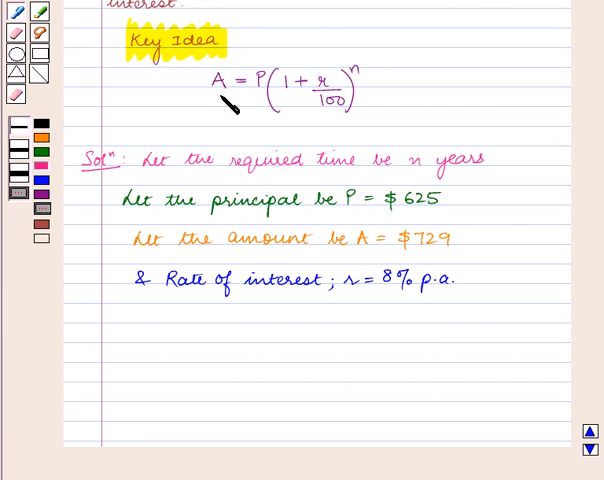 interest.
Key Idea
A = P(1 + r/100)^n
Solⁿ: Let the required time be n years
Let the principal be P = $625
Let the amount be A = $729
& Rate of interest; r = 8% p.a.